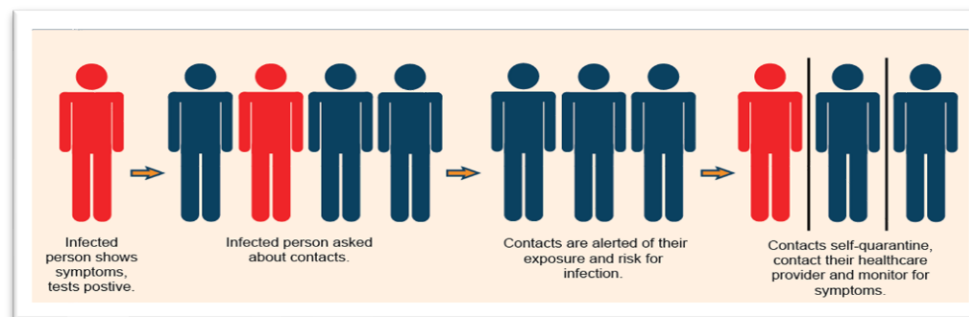 Infected
person shows
symptoms,
tests postive.
Infected person asked
about contacts.
Contacts are alerted of their
exposure and risk for
infection.
Contacts self-quarantine,
contact their healthcare
provider and monitor for
symptoms.